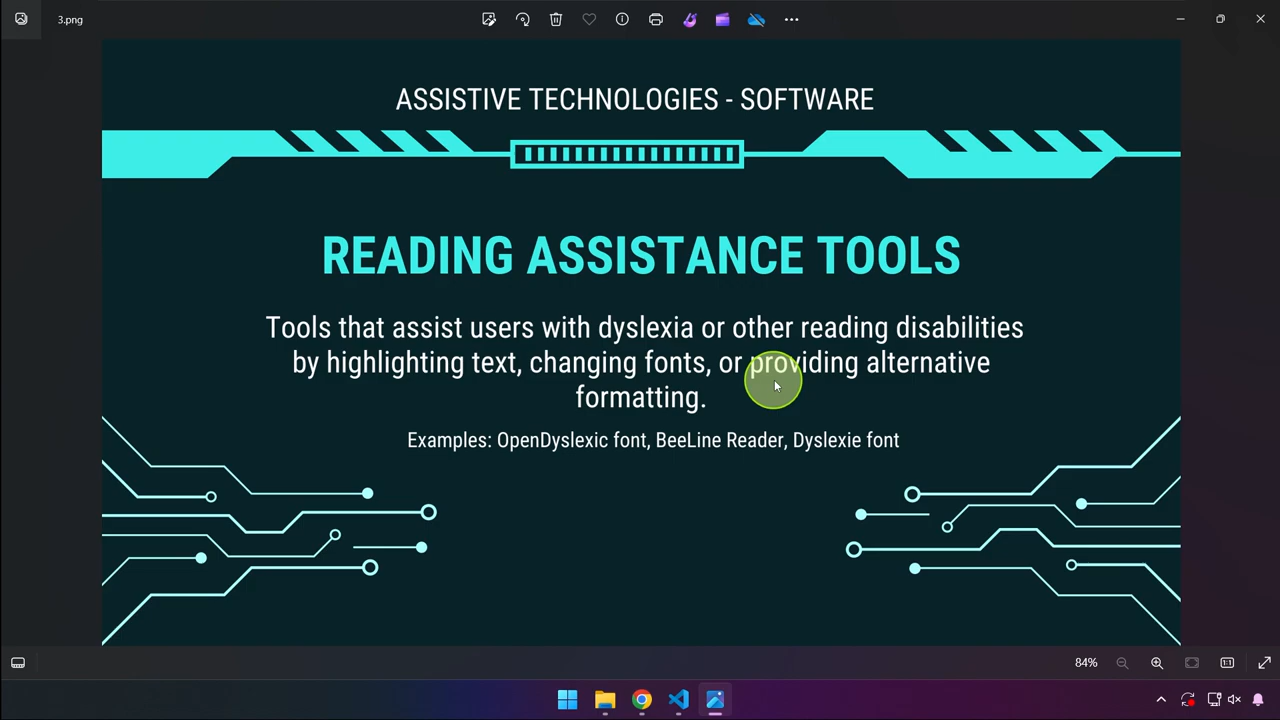 3.png
ASSISTIVE TECHNOLOGIES - SOFTWARE
READING ASSISTANCE TOOLS
Tools that assist users with dyslexia or other reading disabilities
by highlighting text, changing fonts, or providing alternative
formatting.
Examples: OpenDyslexic font, BeeLine Reader, Dyslexie font
84%